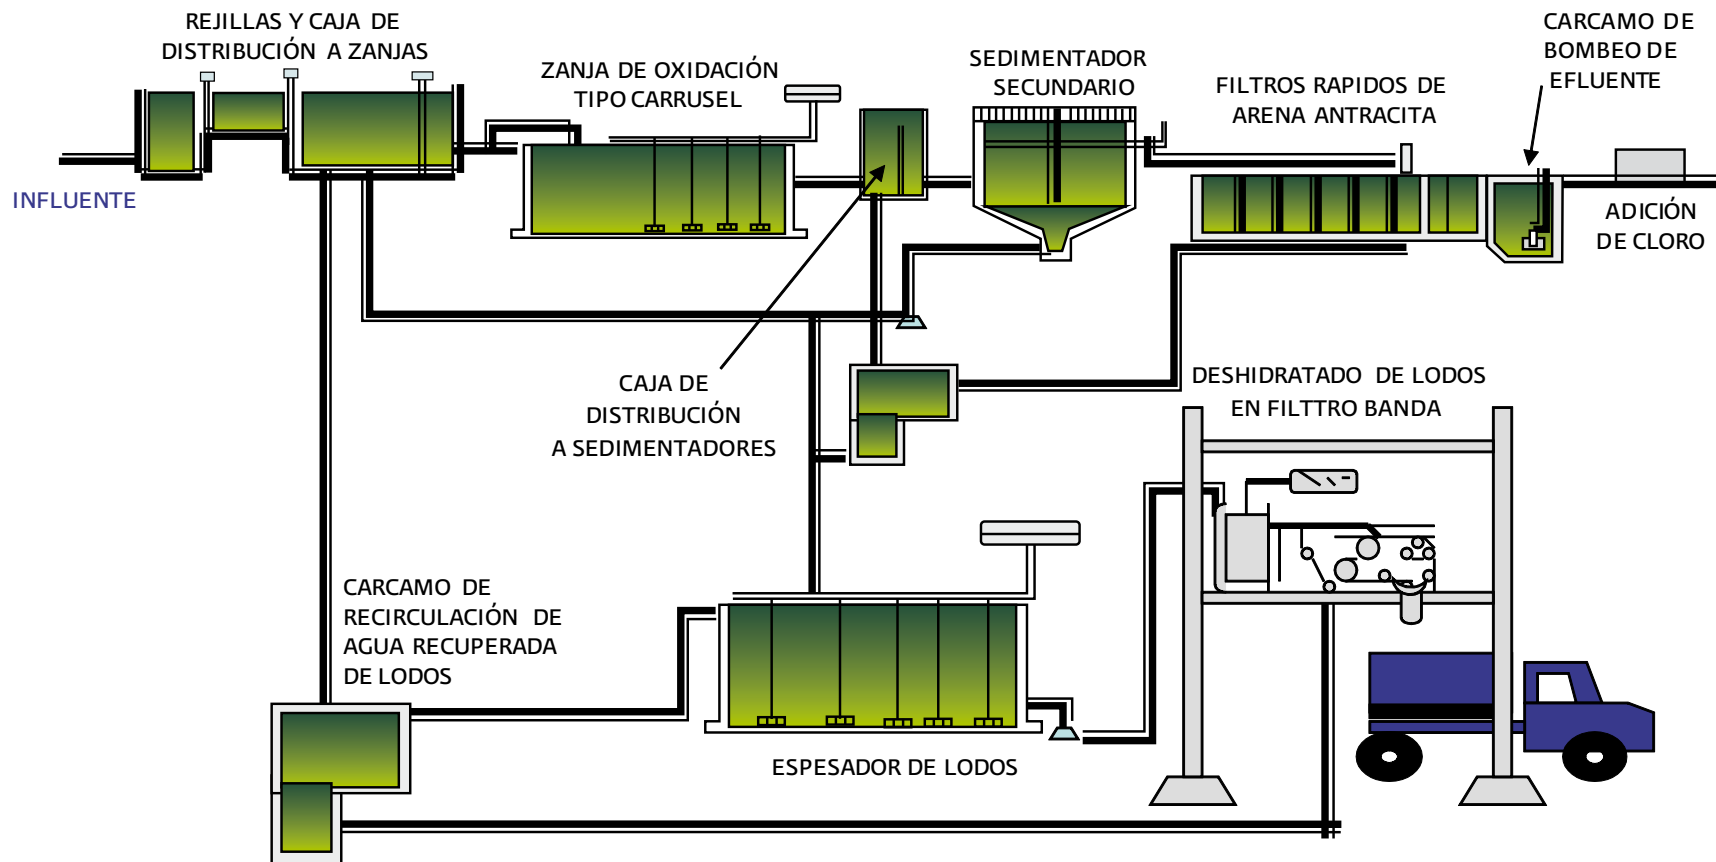 REJILLAS Y CAJA DE
DISTRIBUCIÓN A ZANJAS
ZANJA DE OXIDACIÓN
TIPO CARRUSEL
SEDIMENTADOR
SECUNDARIO
FILTROS RAPIDOS DE
ARENA ANTRACITA
CARCAMO DE
BOMBEO DE
EFLUENTE
INFLUENTE
ADICIÓN
DE CLORO
CAJA DE
DISTRIBUCIÓN
A SEDIMENTADORES
DESHIDRATADO DE LODOS
EN FILTTRO BANDA
CARCAMO DE
RECIRCULACIÓN DE
AGUA RECUPERADA
DE LODOS
ESPESADOR DE LODOS